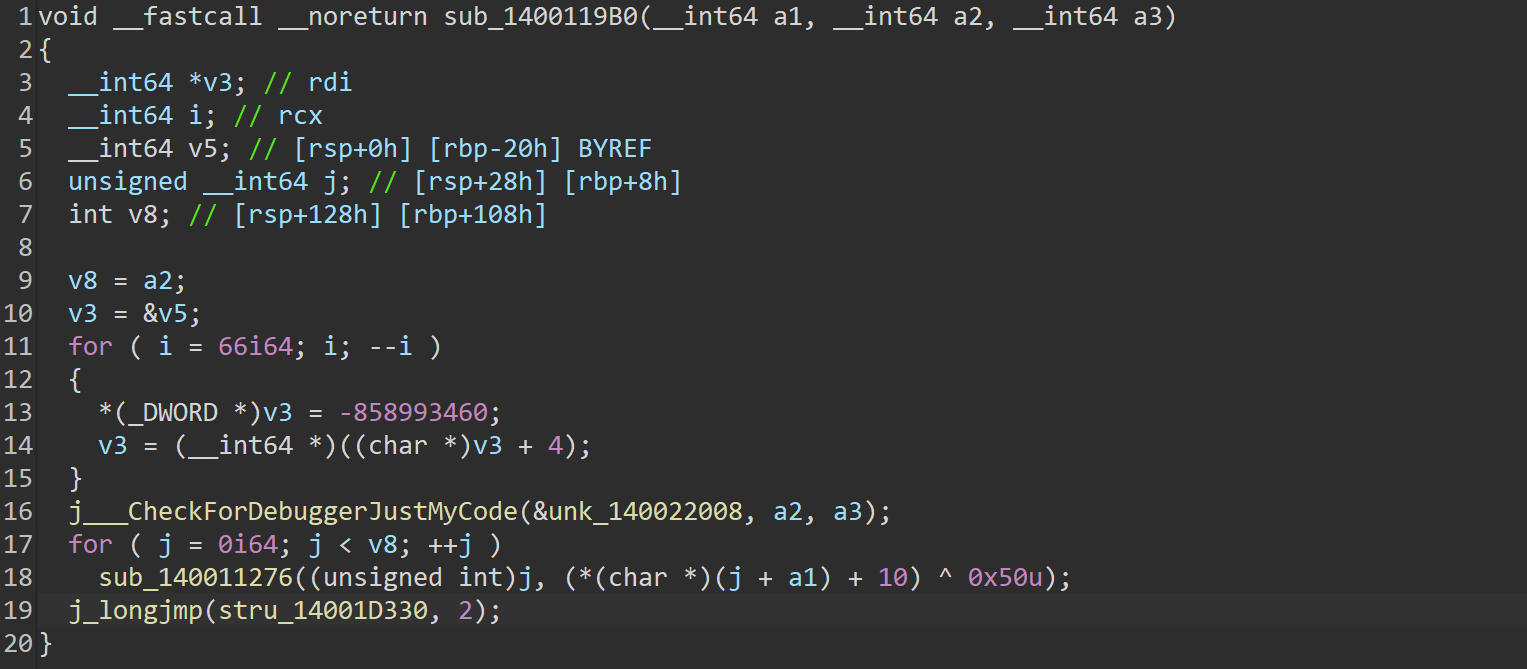 1 void __fastcall __noreturn sub_1400119B0(__int64 a1, __int64 a2, __int64 a3)
2 {
3   __int64 *v3; // rdi
4   __int64 i; // rcx
5   __int64 v5; // [rsp+0h] [rbp-20h] BYREF
6   unsigned __int64 j; // [rsp+28h] [rbp+8h]
7   int v8; // [rsp+128h] [rbp+108h]
8
9   v8 = a2;
10   v3 = &v5;
11   for ( i = 66i64; i; --i )
12   {
13     *(_DWORD *)v3 = -858993460;
14     v3 = (__int64 *)((char *)v3 + 4);
15   }
16   j___CheckForDebuggerJustMyCode(&unk_140022008, a2, a3);
17   for ( j = 0i64; j < v8; ++j )
18     sub_140011276((unsigned int)j, (*(char *)(j + a1) + 10) ^ 0x50u);
19   j_longjmp(stru_14001D330, 2);
20 }